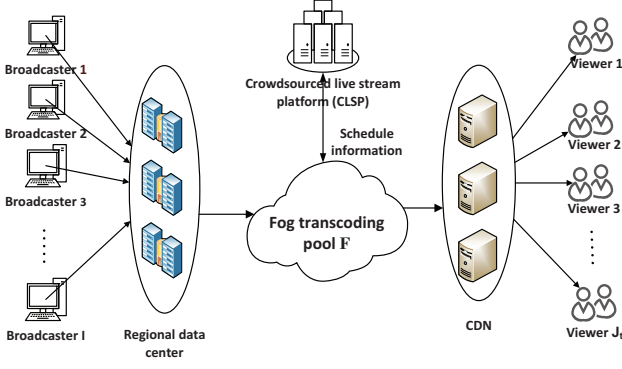 Broadcaster 1
Broadcaster 2
Broadcaster 3
Broadcaster I
Regional data
center
Crowdsourced live stream
platform (CLSP)
Schedule
information
Fog transcoding
pool F
CDN
Viewer 1
Viewer 2
Viewer 3
Viewer Jt